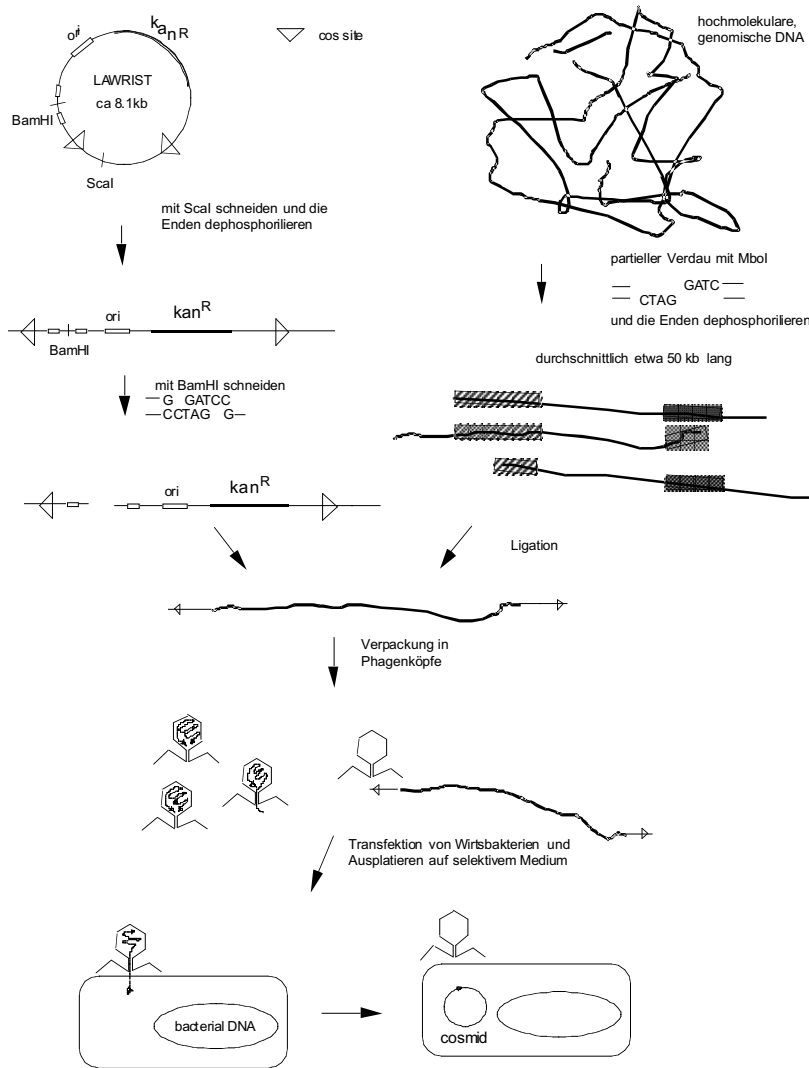 ori
kanR
cos site
LAWRIST
ca 8.1kb
BamHI
ScaI
hochmolekulare,
genomische DNA
mit ScaI schneiden und die
Enden dephosphorilieren
partieller Verdau mit MboI
GATC
CTAG
und die Enden dephosphorilieren
ori
kanR
BamHI
durchschnittlich etwa 50 kb lang
mit BamHI schneiden
G GATCC
CCTAG G
ori
kanR
Ligation
Verpackung in
Phagenköpfe
Transfektion von Wirtsbakterien und
Ausplatieren auf selektivem Medium
bacterial DNA
cosmid